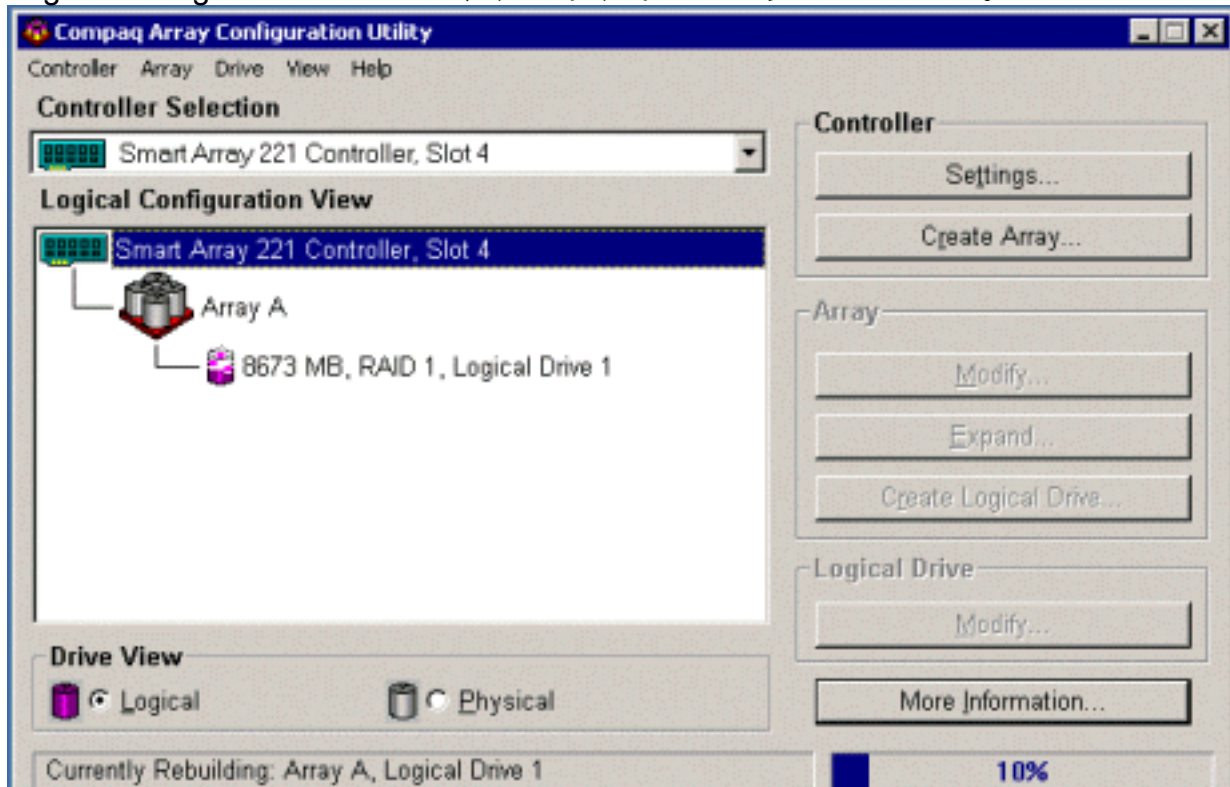 Compaq Array Configuration Utility
Controller Array Drive View Help
Controller Selection
Smart Array 221 Controller, Slot 4
Logical Configuration View
Smart Array 221 Controller, Slot 4
Array A
8673 MB, RAID 1, Logical Drive 1
Drive View
Logical Physical
Currently Rebuilding: Array A, Logical Drive 1
Controller
Settings...
Create Array...
Array
Modify...
Expand...
Create Logical Drive...
Logical Drive
Modify...
More Information...
10%